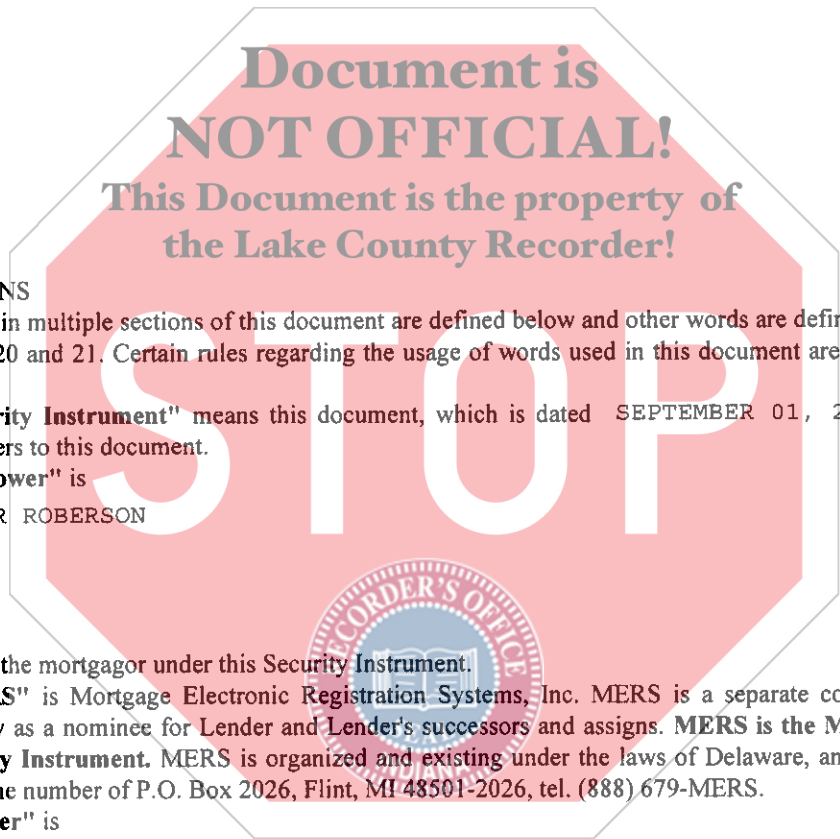 Document is
NOT OFFICIAL!
This Document is the property of
the Lake County Recorder!
NS
in multiple sections of this document are defined below and other words are defin
20 and 21. Certain rules regarding the usage of words used in this document are
STOP
rity Instrument" means this document, which is dated SEPTEMBER 01, 2
ers to this document.
ower" is
R ROBERSON
RECORDER'S OFFICE
the mortgagor under this Security Instrument.
S" is Mortgage Electronic Registration Systems, Inc. MERS is a separate co
y as a nominee for Lender and Lender's successors and assigns. MERS is the M
y Instrument. MERS is organized and existing under the laws of Delaware, an
INDIANA
ne number of P.O. Box 2026, Flint, MI 48501-2026, tel. (888) 679-MERS.
er" is